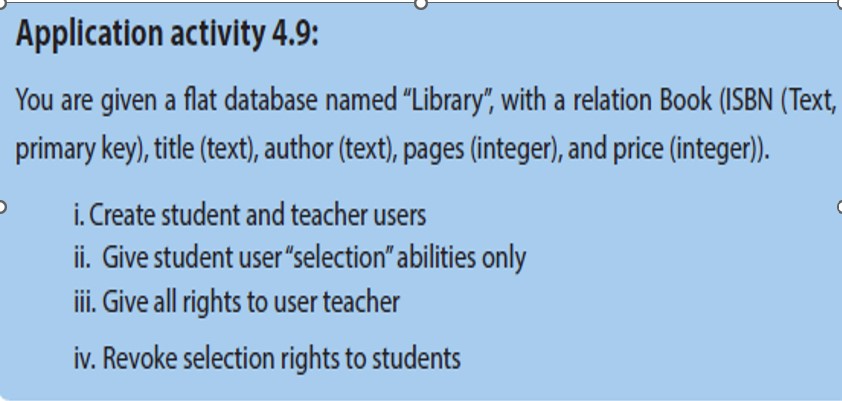 Application activity 4.9:
You are given a flat database named “Library”, with a relation Book (ISBN (Text,
primary key), title (text), author (text), pages (integer), and price (integer)).
i. Create student and teacher users
ii. Give student user “selection” abilities only
iii. Give all rights to user teacher
iv. Revoke selection rights to students